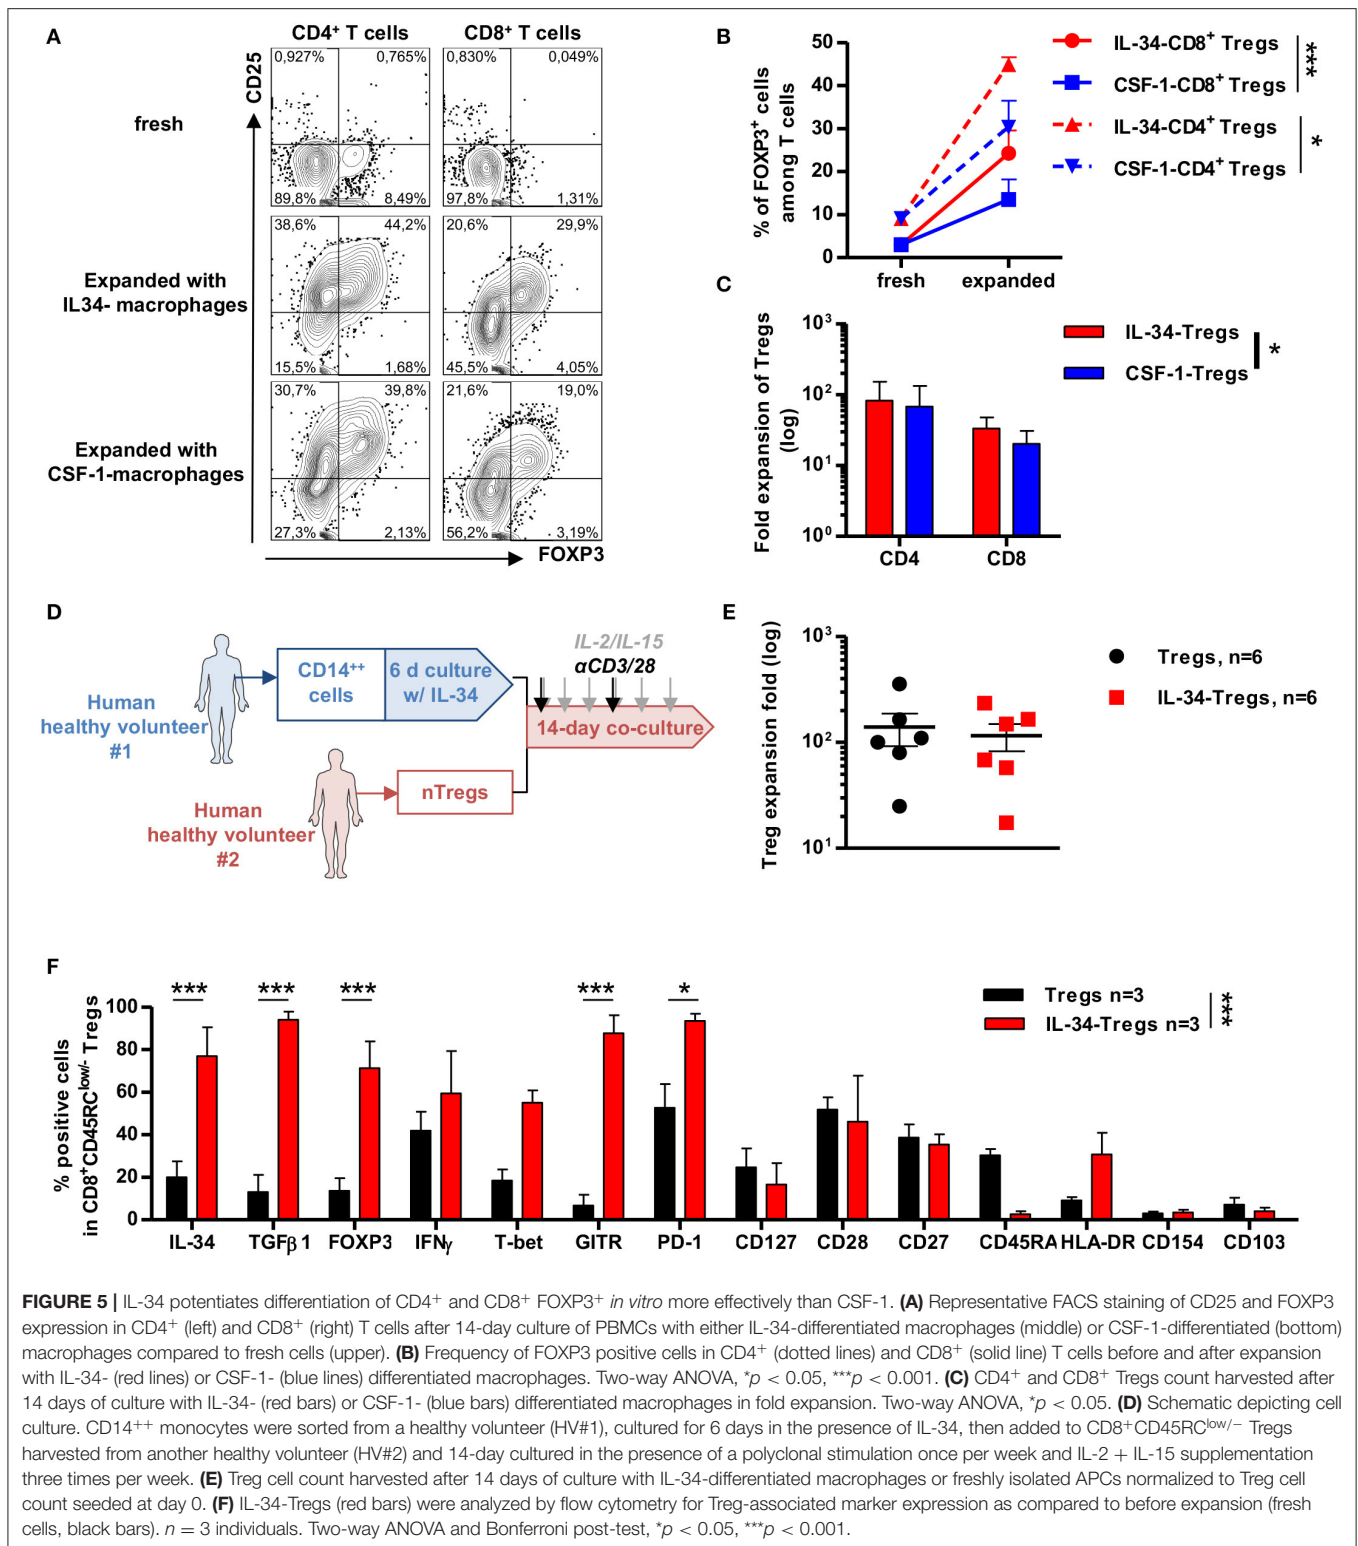 A
CD4+ T cells
CD8+ T cells
CD25
fresh
0,927%
0,765%
0,830%
0,049%
89,8%
8,49%
97,8%
1,31%
Expanded with
IL34- macrophages
38,6%
44,2%
20,6%
29,9%
15,5%
1,68%
45,5%
4,05%
Expanded with
CSF-1-macrophages
30,7%
39,8%
21,6%
19,0%
27,3%
2,13%
56,2%
3,19%
FOXP3
B
% of FOXP3+ cells
among T cells
50
40
30
20
10
0
fresh
expanded
IL-34-CD8+ Tregs
CSF-1-CD8+ Tregs
***
IL-34-CD4+ Tregs
CSF-1-CD4+ Tregs
*
C
Fold expansion of Tregs
(log)
10³
10²
10¹
10⁰
CD4
CD8
IL-34-Tregs
CSF-1-Tregs
*
D
Human
healthy volunteer
#1
CD14++
cells
6 d culture
w/ IL-34
IL-2/IL-15
αCD3/28
14-day co-culture
Human
healthy volunteer
#2
nTregs
E
Treg expansion fold (log)
10³
10²
10¹
Tregs, n=6
IL-34-Tregs, n=6
F
% positive cells
in CD8+CD45RClow/- Tregs
100
80
60
40
20
0
***
***
***
***
*
Tregs n=3
IL-34-Tregs n=3
***
IL-34 TGFβ1 FOXP3 IFNγ T-bet GITR PD-1 CD127 CD28 CD27 CD45RA HLA-DR CD154 CD103
FIGURE 5 | IL-34 potentiates differentiation of CD4+ and CD8+ FOXP3+ in vitro more effectively than CSF-1. (A) Representative FACS staining of CD25 and FOXP3
expression in CD4+ (left) and CD8+ (right) T cells after 14-day culture of PBMCs with either IL-34-differentiated macrophages (middle) or CSF-1-differentiated (bottom)
macrophages compared to fresh cells (upper). (B) Frequency of FOXP3 positive cells in CD4+ (dotted lines) and CD8+ (solid line) T cells before and after expansion
with IL-34- (red lines) or CSF-1- (blue lines) differentiated macrophages. Two-way ANOVA, *p < 0.05, ***p < 0.001. (C) CD4+ and CD8+ Tregs count harvested after
14 days of culture with IL-34- (red bars) or CSF-1- (blue bars) differentiated macrophages in fold expansion. Two-way ANOVA, *p < 0.05. (D) Schematic depicting cell
culture. CD14++ monocytes were sorted from a healthy volunteer (HV#1), cultured for 6 days in the presence of IL-34, then added to CD8+CD45RClow/− Tregs
harvested from another healthy volunteer (HV#2) and 14-day cultured in the presence of a polyclonal stimulation once per week and IL-2 + IL-15 supplementation
three times per week. (E) Treg cell count harvested after 14 days of culture with IL-34-differentiated macrophages or freshly isolated APCs normalized to Treg cell
count seeded at day 0. (F) IL-34-Tregs (red bars) were analyzed by flow cytometry for Treg-associated marker expression as compared to before expansion (fresh
cells, black bars). n = 3 individuals. Two-way ANOVA and Bonferroni post-test, *p < 0.05, ***p < 0.001.